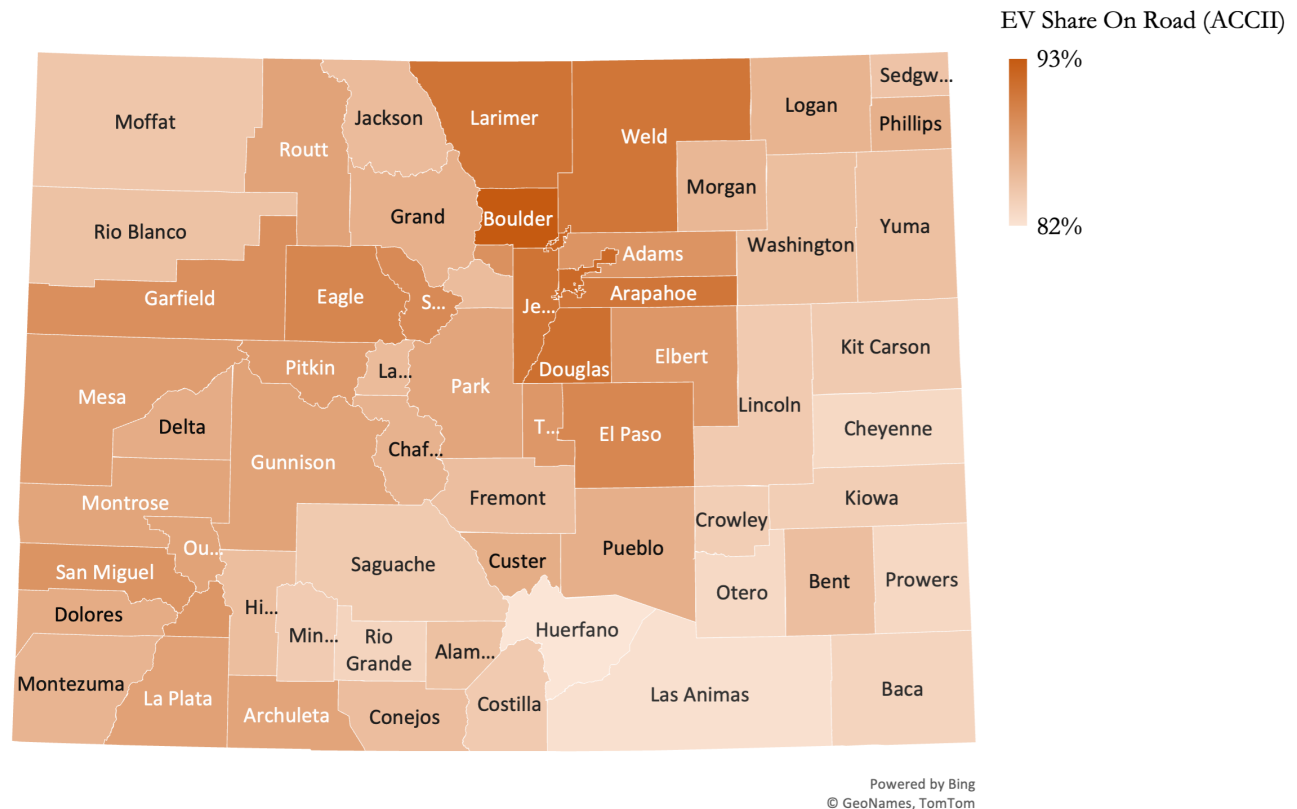 EV Share On Road (ACCII)
93%
82%
Sedgw...
Logan
Jackson
Larimer
Moffat
Phillips
Weld
Routt
Morgan
Grand
Boulder
Yuma
Rio Blanco
Washington
Adams
Arapahoe
Garfield
Eagle
S...
Je...
Kit Carson
Elbert
Pitkin
La...
Douglas
Park
Mesa
Lincoln
Delta
T...
El Paso
Cheyenne
Chaf...
Gunnison
Fremont
Kiowa
Montrose
Crowley
Ou...
Pueblo
Custer
Saguache
San Miguel
Bent
Prowers
Otero
Dolores
Hi...
Min...
Rio
Grande
Huerfano
Alam...
Montezuma
La Plata
Las Animas
Baca
Costilla
Archuleta
Conejos
Powered by Bing
© GeoNames, TomTom